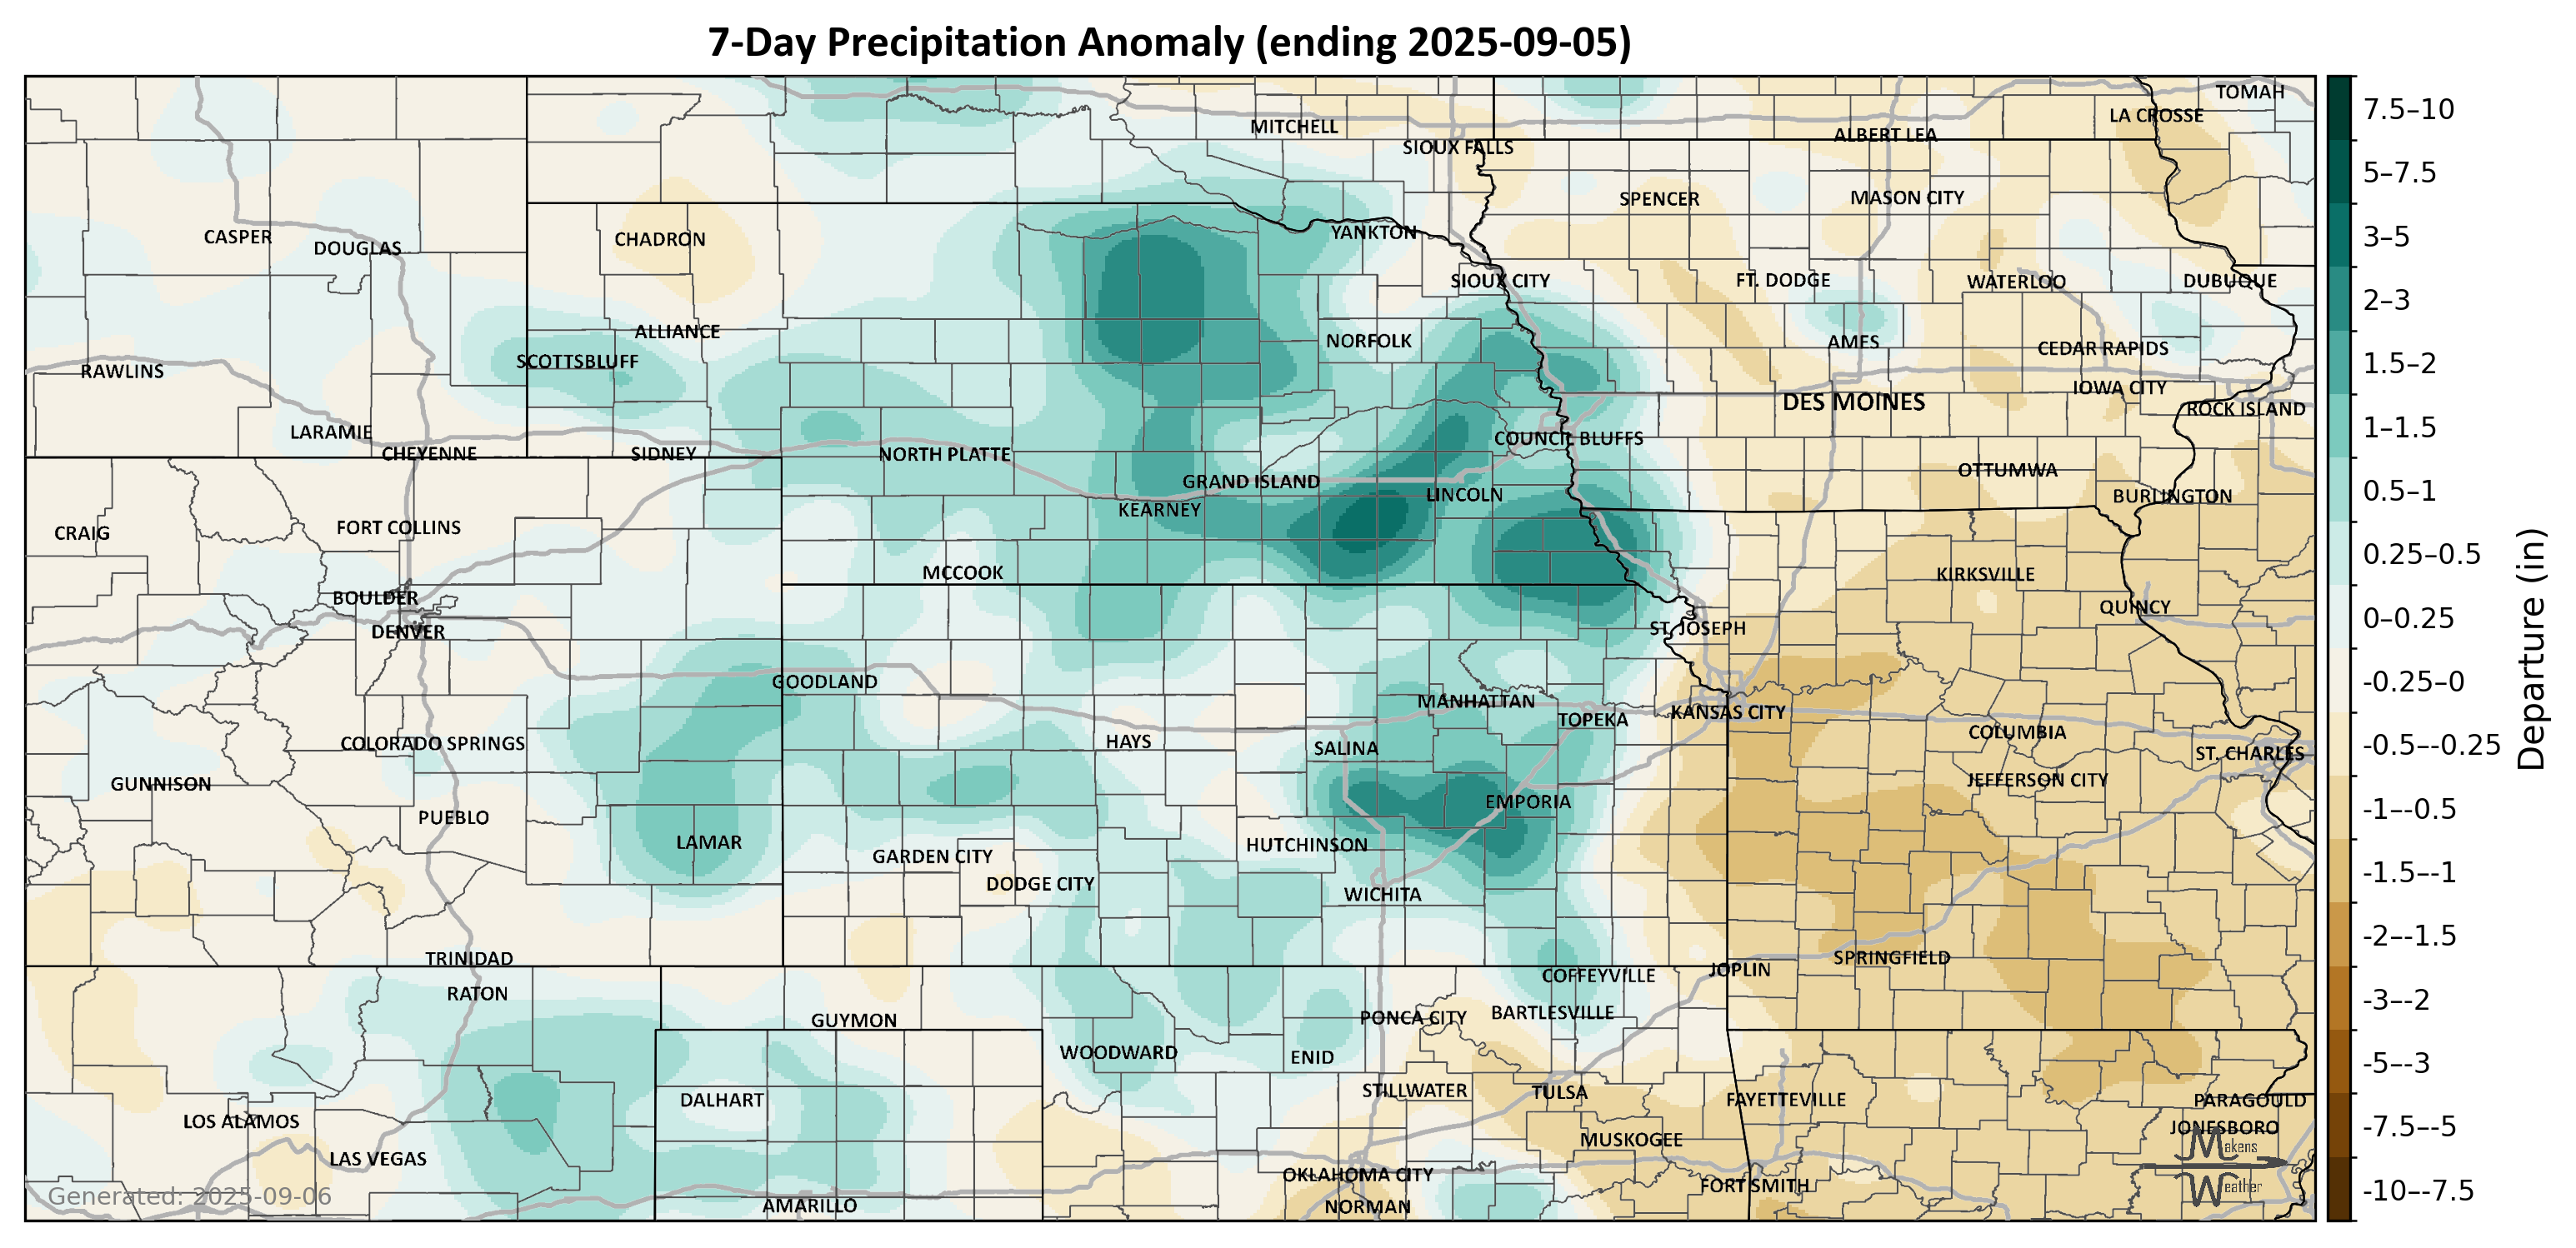 7-Day Precipitation Anomaly (ending 2025-09-05)
TOMAH
LA CROSSE
MITCHELL
ALBERT LEA
SIOUX FALLS
SPENCER
MASON CITY
CASPER
DOUGLAS
CHADRON
YANKTON
SIOUX CITY
FT. DODGE
WATERLOO
DUBUQUE
ALLIANCE
NORFOLK
AMES
CEDAR RAPIDS
SCOTTSBLUFF
RAWLINS
IOWA CITY
DES MOINES
ROCK ISLAND
LARAMIE
COUNCIL BLUFFS
CHEYENNE
SIDNEY
NORTH PLATTE
OTTUMWA
GRAND ISLAND
LINCOLN
BURLINGTON
KEARNEY
CRAIG
FORT COLLINS
MCCOOK
KIRKSVILLE
BOULDER
QUINCY
DENVER
ST. JOSEPH
GOODLAND
MANHATTAN
TOPEKA
KANSAS CITY
COLUMBIA
COLORADO SPRINGS
HAYS
SALINA
ST. CHARLES
GUNNISON
JEFFERSON CITY
EMPORIA
PUEBLO
LAMAR
HUTCHINSON
GARDEN CITY
DODGE CITY
WICHITA
TRINIDAD
SPRINGFIELD
JOPLIN
COFFEYVILLE
RATON
GUYMON
PONCA CITY
BARTLESVILLE
WOODWARD
ENID
STILLWATER
TULSA
DALHART
FAYETTEVILLE
PARAGOULD
LOS ALAMOS
JONESBORO
MUSKOGEE
LAS VEGAS
OKLAHOMA CITY
FORT SMITH
AMARILLO
NORMAN
Generated: 2025-09-06
Makens
Weather
7.5–10
5–7.5
3–5
2–3
1.5–2
1–1.5
0.5–1
0.25–0.5
0–0.25
-0.25–0
-0.5–-0.25
-1–-0.5
-1.5–-1
-2–-1.5
-3–-2
-5–-3
-7.5–-5
-10–-7.5
Departure (in)